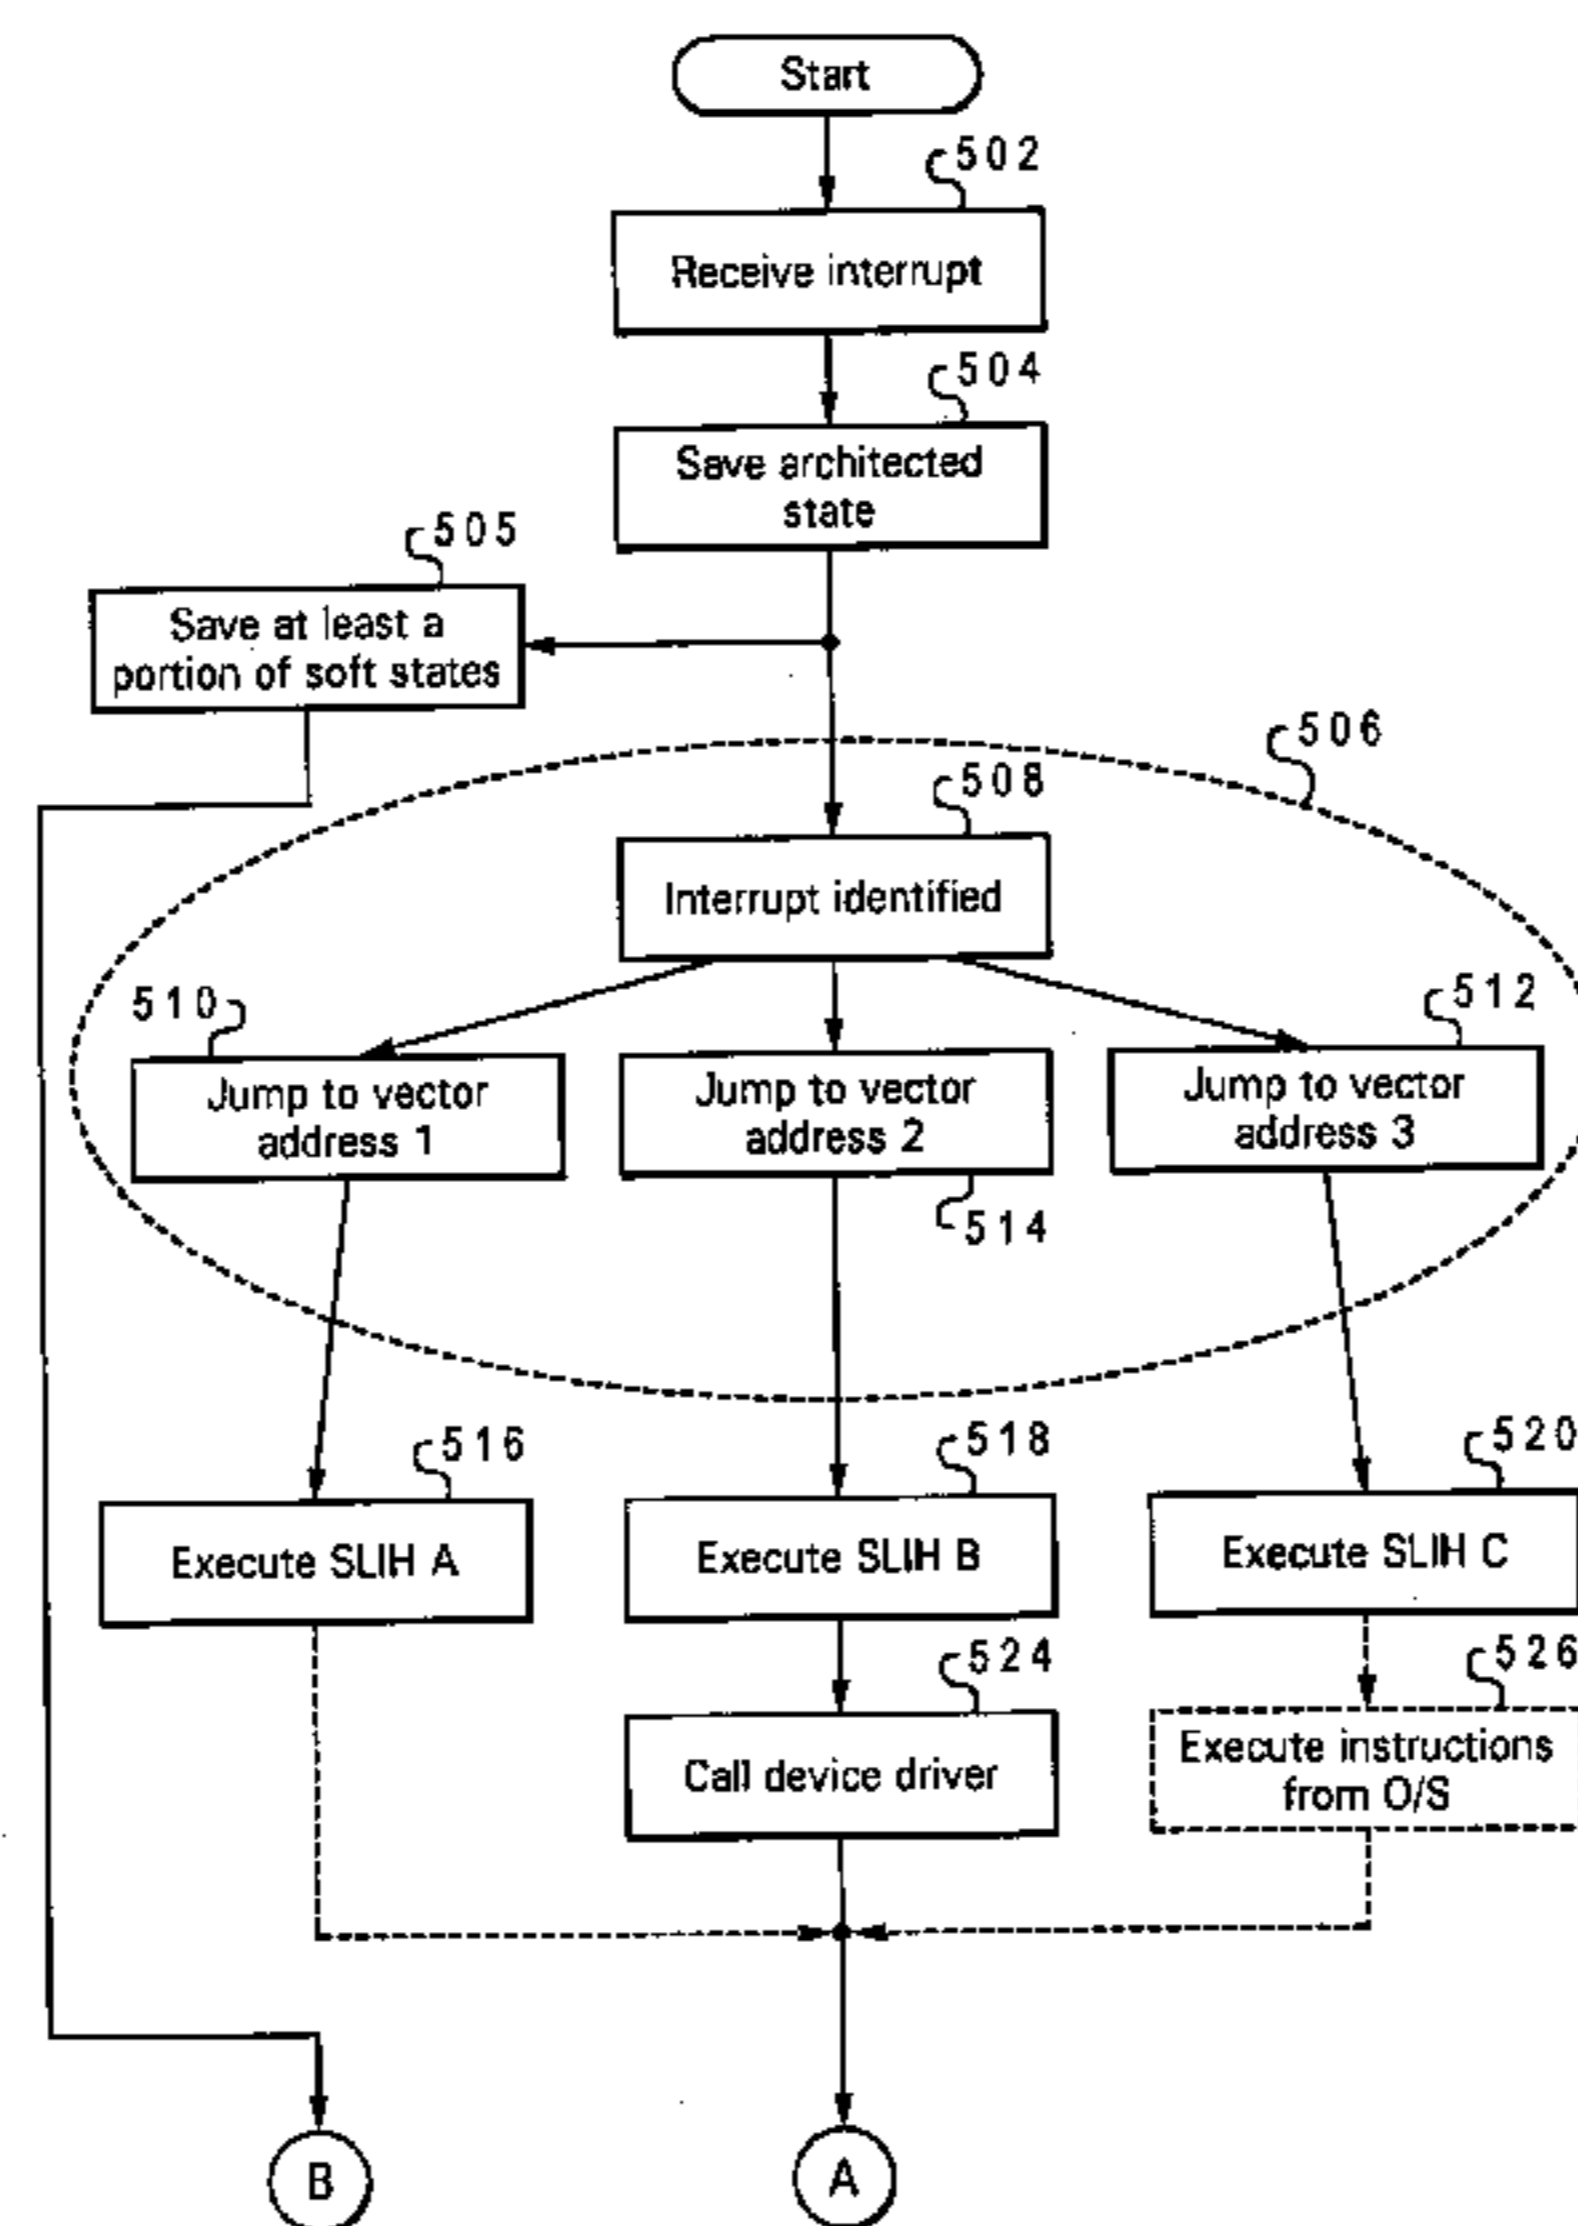 Start
502
Receive interrupt
504
Save architected
state
505
Save at least a
portion of soft states
506
508
Interrupt identified
510
Jump to vector
address 1
Jump to vector
address 2
514
512
Jump to vector
address 3
516
Execute SLIH A
518
Execute SLIH B
520
Execute SLIH C
524
Call device driver
526
Execute instructions
from O/S
B
A